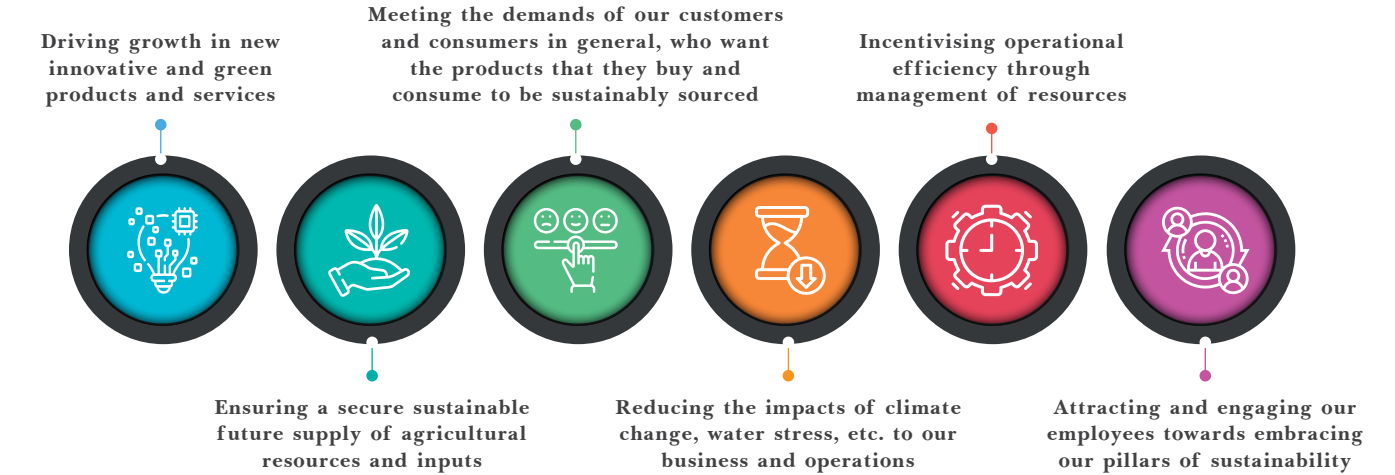 Driving growth in new
innovative and green
products and services
Meeting the demands of our customers
and consumers in general, who want
the products that they buy and
consume to be sustainably sourced
Incentivising operational
efficiency through
management of resources
Ensuring a secure sustainable
future supply of agricultural
resources and inputs
Reducing the impacts of climate
change, water stress, etc. to our
business and operations
Attracting and engaging our
employees towards embracing
our pillars of sustainability